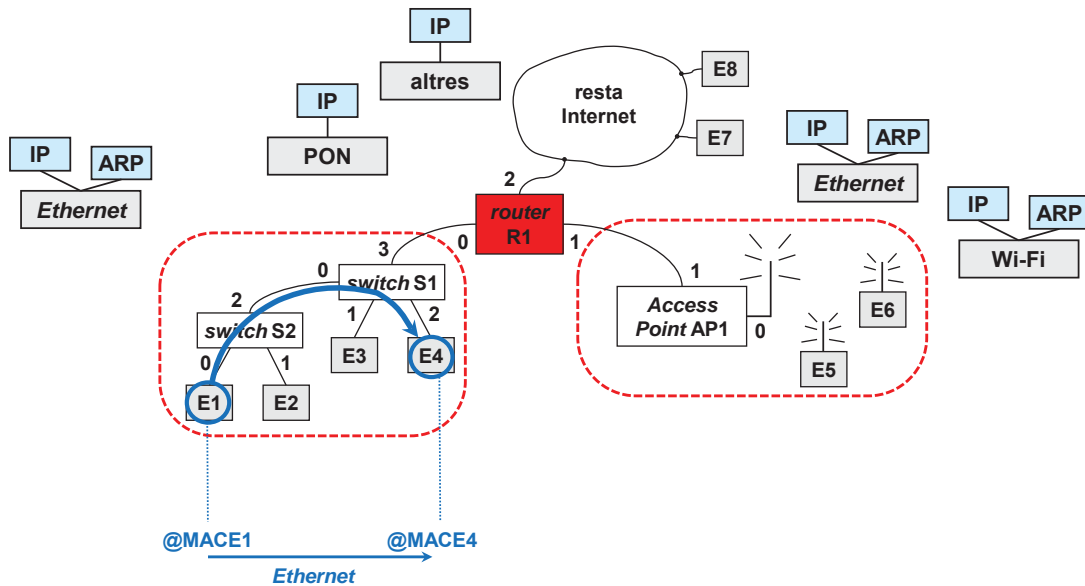 IP
altres
IP
PON
IP
ARP
Ethernet
resta
Internet
E8
E7
IP
ARP
Ethernet
IP
ARP
Wi-Fi
2
router
R1
0
1
3
0
switch S1
1
2
2
switch S2
0
1
E3
E4
E1
E2
1
Access
Point AP1
0
E6
E5
@MACE1
@MACE4
Ethernet